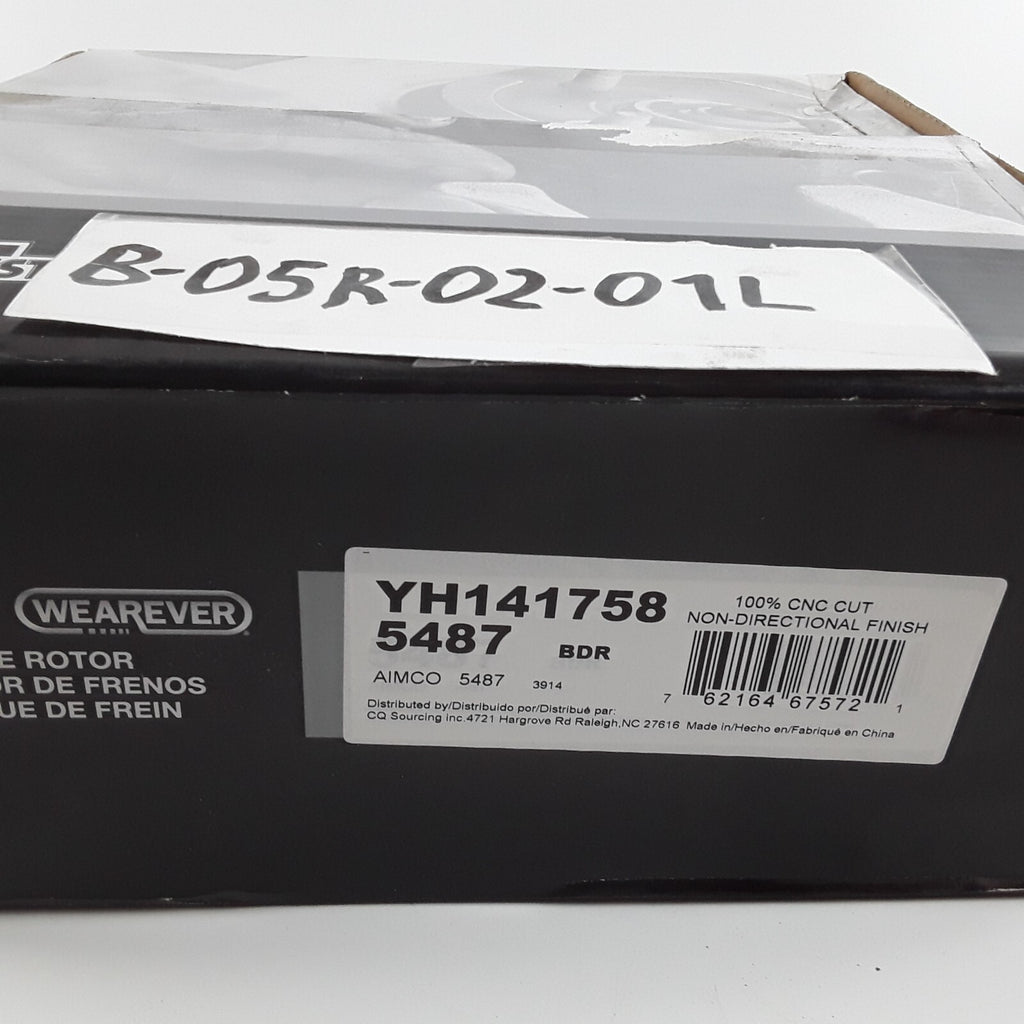 ST
B-05R-02-01L
WEAREVER
E ROTOR
OR DE FRENOS
UE DE FREIN
YH141758
5487 BDR
AIMCO 5487 3914
100% CNC CUT
NON-DIRECTIONAL FINISH
7 62164 67572 1
Distributed by/Distribuido por/Distribué par:
CQ Sourcing inc.4721 Hargrove Rd Raleigh,NC 27616 Made in/Hecho en/Fabriqué en China